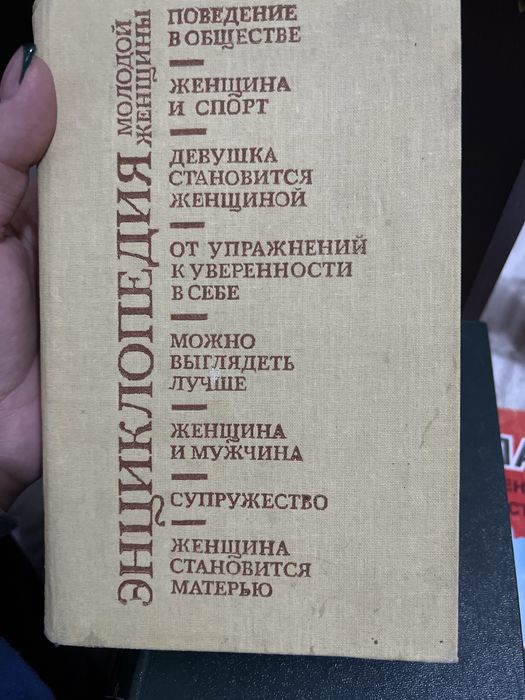 ЭНЦИКЛОПЕДИЯ
МОЛОДОЙ
ЖЕНЩИНЫ
ПОВЕДЕНИЕ
В ОБЩЕСТВЕ
ЖЕНЩИНА
И СПОРТ
ДЕВУШКА
СТАНОВИТСЯ
ЖЕНЩИНОЙ
ОТ УПРАЖНЕНИЙ
К УВЕРЕННОСТИ
В СЕБЕ
МОЖНО
ВЫГЛЯДЕТЬ
ЛУЧШЕ
ЖЕНЩИНА
И МУЖЧИНА
СУПРУЖЕСТВО
ЖЕНЩИНА
СТАНОВИТСЯ
МАТЕРЬЮ